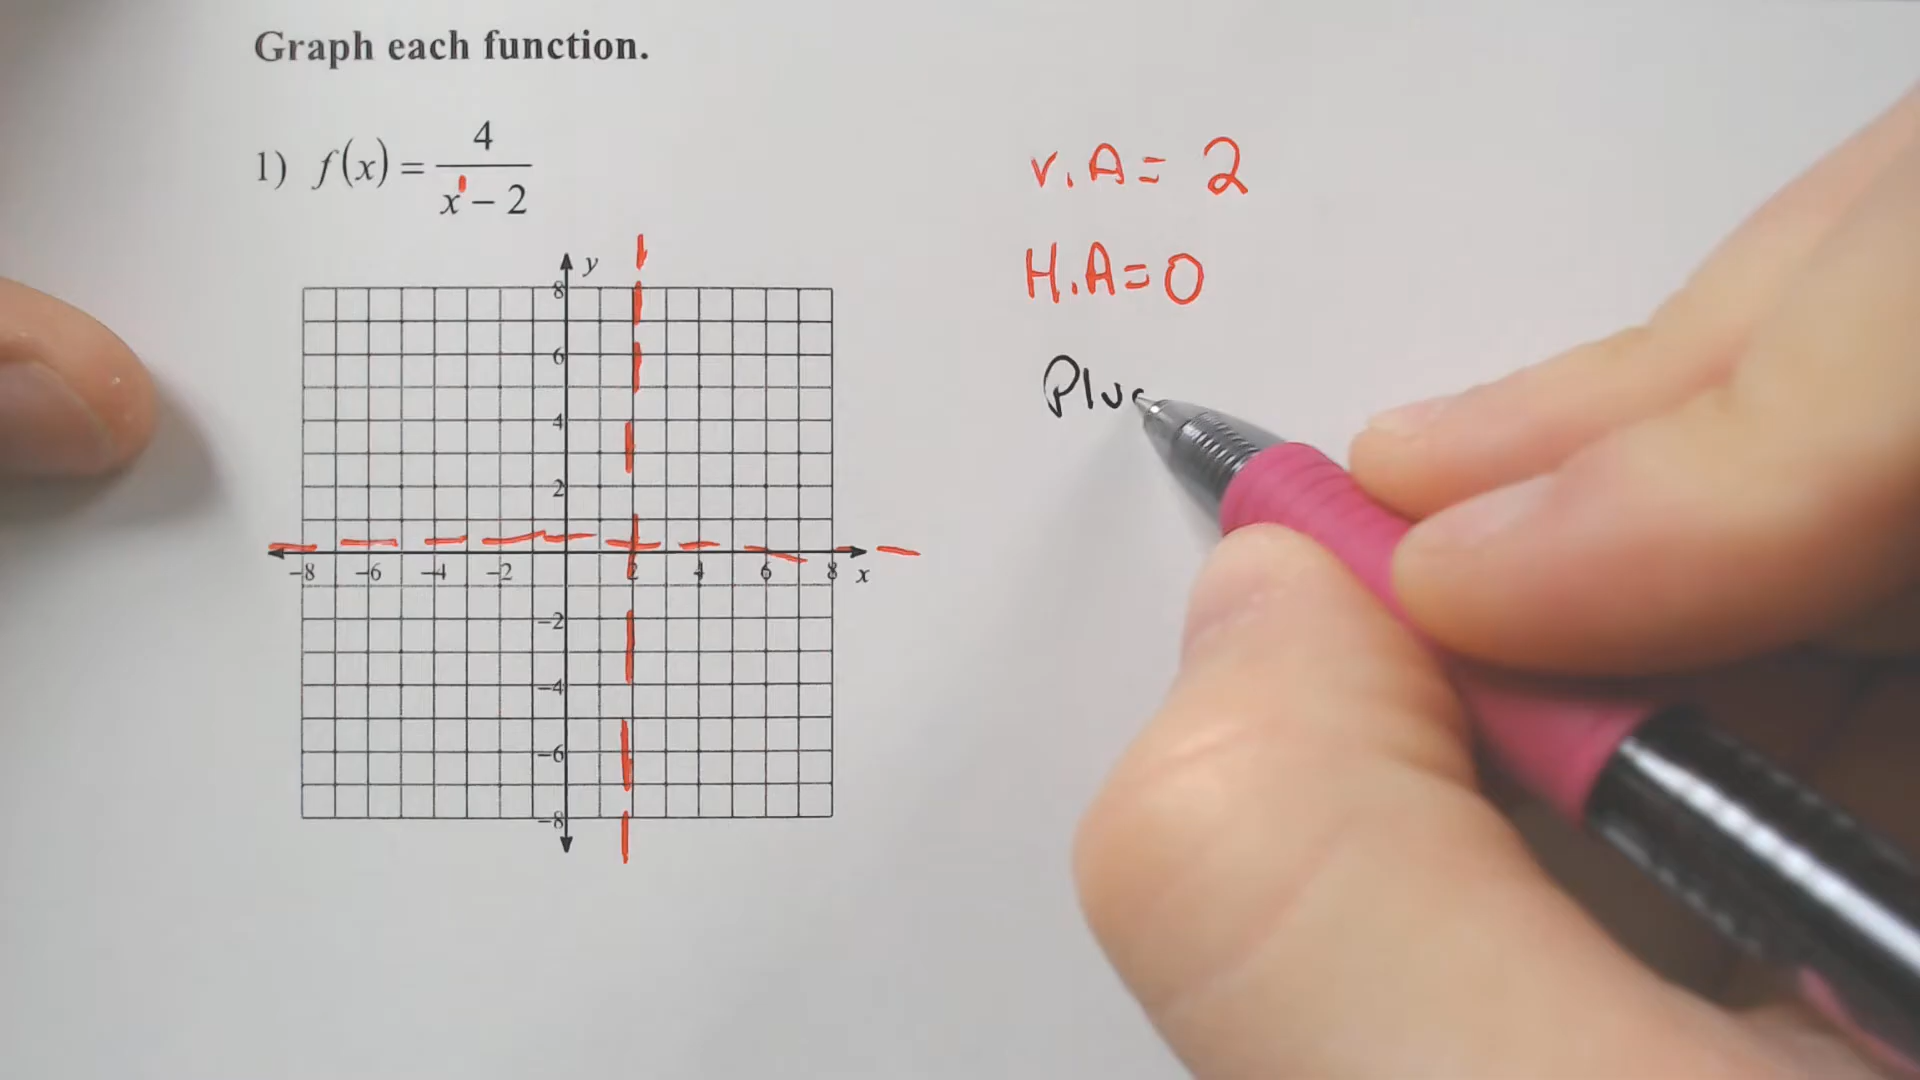 Graph each function.
1) f(x) = 4 / x - 2
V.A = 2
H.A = 0
y
8
6
4
2
-8 -6 -4 -2 2 4 6 8 x
-2
-4
-6
-8